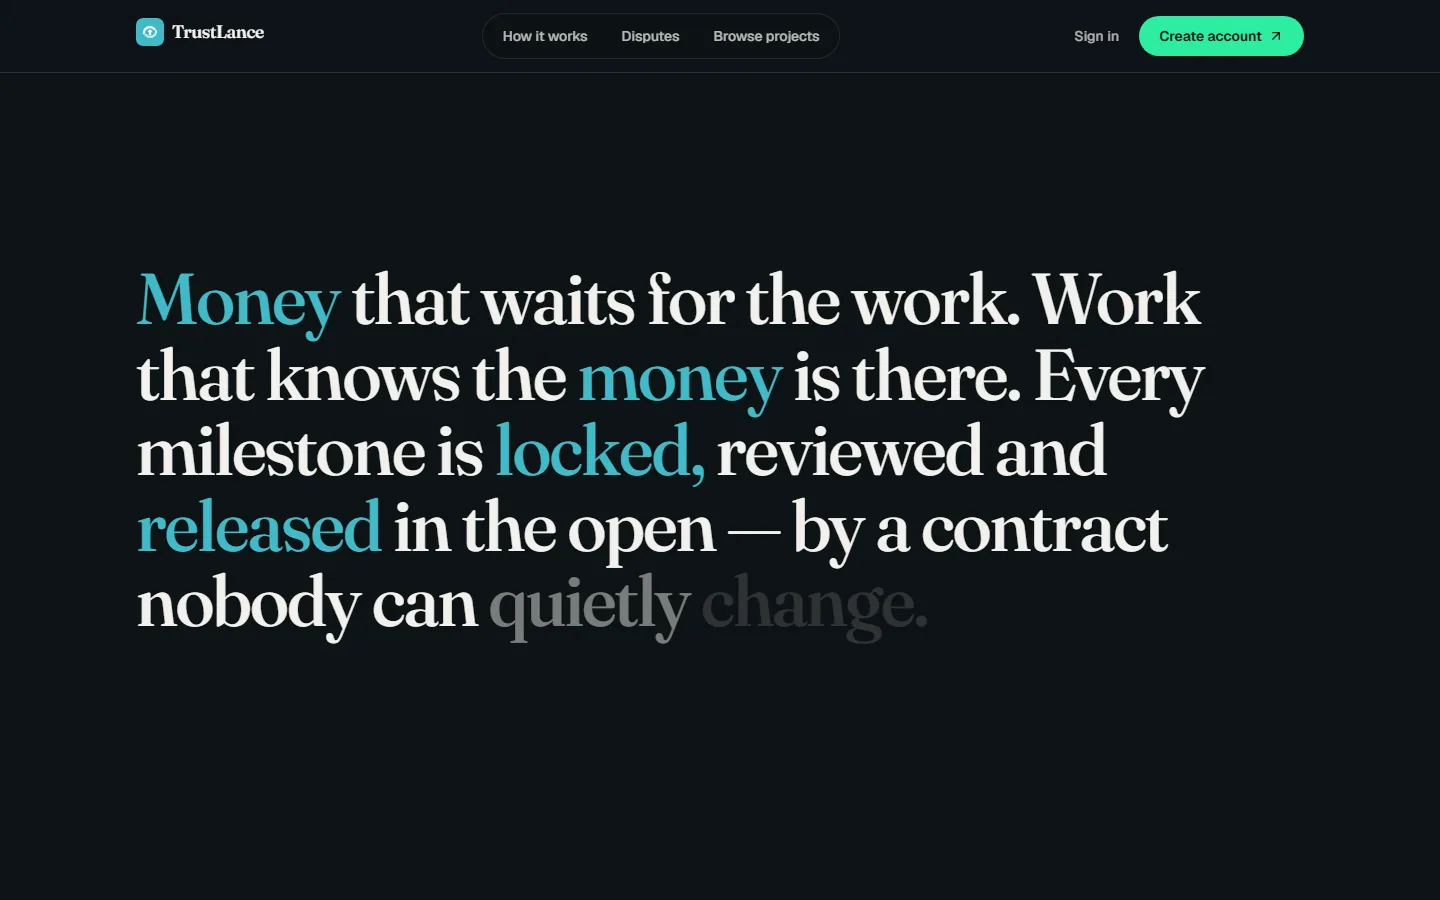 TrustLance
How it works
Disputes
Browse projects
Sign in
Create account
Money that waits for the work. Work
that knows the money is there. Every
milestone is locked, reviewed and
released in the open — by a contract
nobody can quietly change.